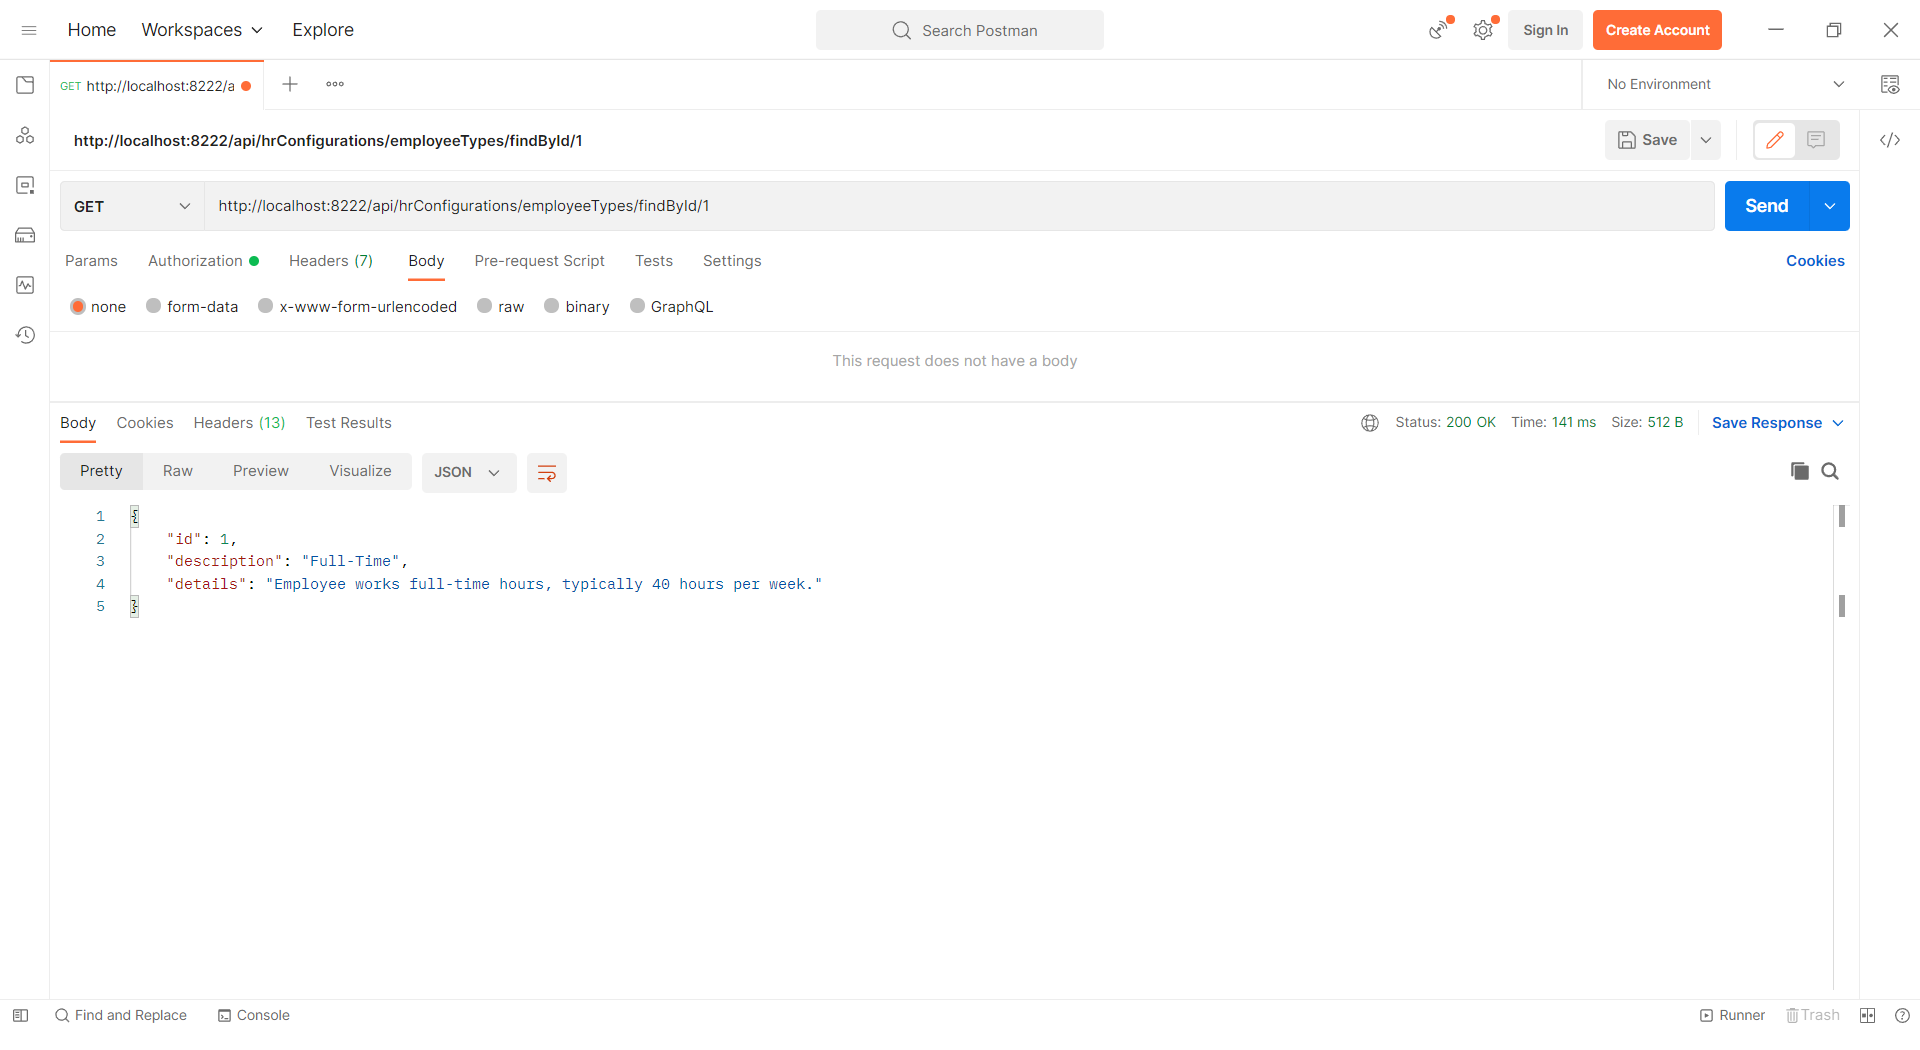 Home Workspaces Explore Search Postman Sign In Create Account
GET http://localhost:8222/a No Environment
http://localhost:8222/api/hrConfigurations/employeeTypes/findById/1 Save
GET http://localhost:8222/api/hrConfigurations/employeeTypes/findById/1 Send
Params Authorization Headers (7) Body Pre-request Script Tests Settings Cookies
none form-data x-www-form-urlencoded raw binary GraphQL
This request does not have a body
Body Cookies Headers (13) Test Results Status: 200 OK Time: 141 ms Size: 512 B Save Response
Pretty Raw Preview Visualize JSON
1 {
2 "id": 1,
3 "description": "Full-Time",
4 "details": "Employee works full-time hours, typically 40 hours per week."
5 }
Find and Replace Console Runner Trash